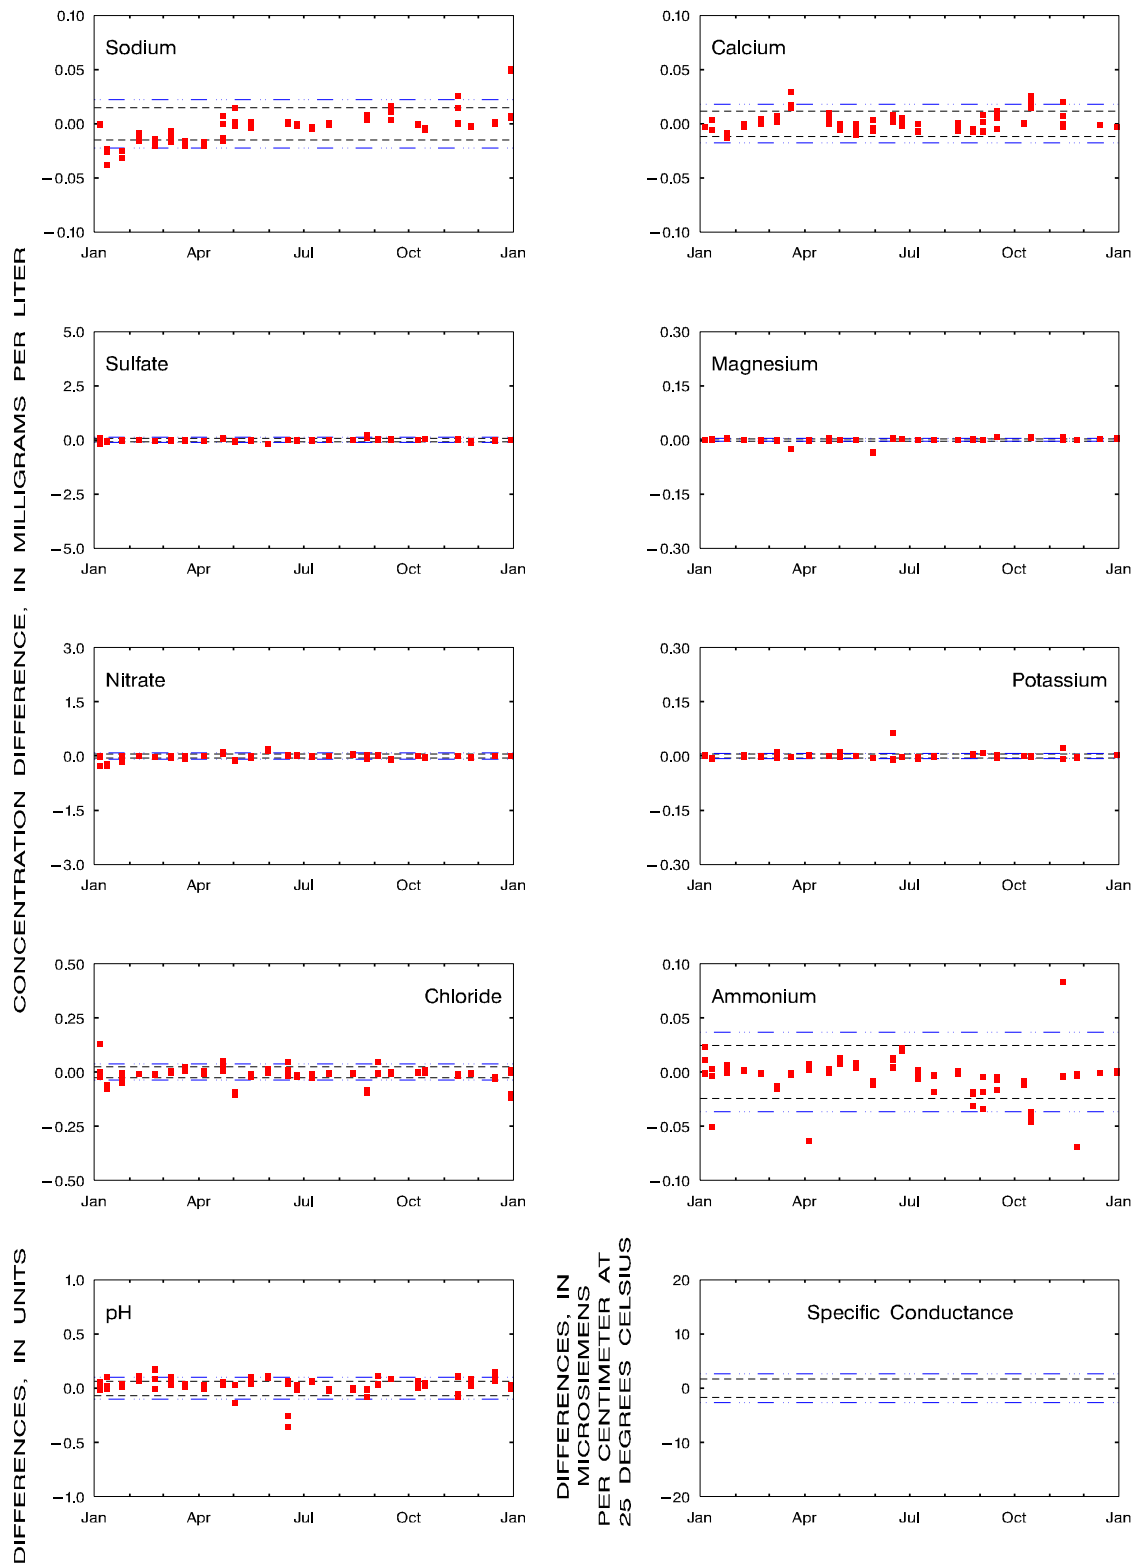 CONCENTRATION DIFFERENCE, IN MILLIGRAMS PER LITER
0.10
0.05
0.00
−0.05
−0.10
Sodium
Jan Apr Jul Oct Jan
0.10
0.05
0.00
−0.05
−0.10
Calcium
Jan Apr Jul Oct Jan
5.0
2.5
0.0
−2.5
−5.0
Sulfate
Jan Apr Jul Oct Jan
0.30
0.15
0.00
−0.15
−0.30
Magnesium
Jan Apr Jul Oct Jan
3.0
1.5
0.0
−1.5
−3.0
Nitrate
Jan Apr Jul Oct Jan
0.30
0.15
0.00
−0.15
−0.30
Potassium
Jan Apr Jul Oct Jan
0.50
0.25
0.00
−0.25
−0.50
Chloride
Jan Apr Jul Oct Jan
0.10
0.05
0.00
−0.05
−0.10
Ammonium
Jan Apr Jul Oct Jan
DIFFERENCES, IN UNITS
1.0
0.5
0.0
−0.5
−1.0
pH
Jan Apr Jul Oct Jan
DIFFERENCES, IN
MICROSIEMENS
PER CENTIMETER AT
25 DEGREES CELSIUS
20
10
0
−10
−20
Specific Conductance
Jan Apr Jul Oct Jan